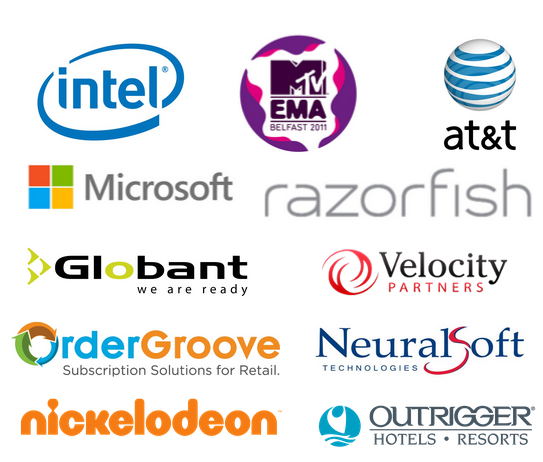 intel®
MTV
EMA
BELFAST 2011
at&t
Microsoft
razorfish
Globant
we are ready
Velocity
PARTNERS
OrderGroove
Subscription Solutions for Retail.
NeuralSoft
TECHNOLOGIES
nickelodeon™
OUTRIGGER®
HOTELS • RESORTS